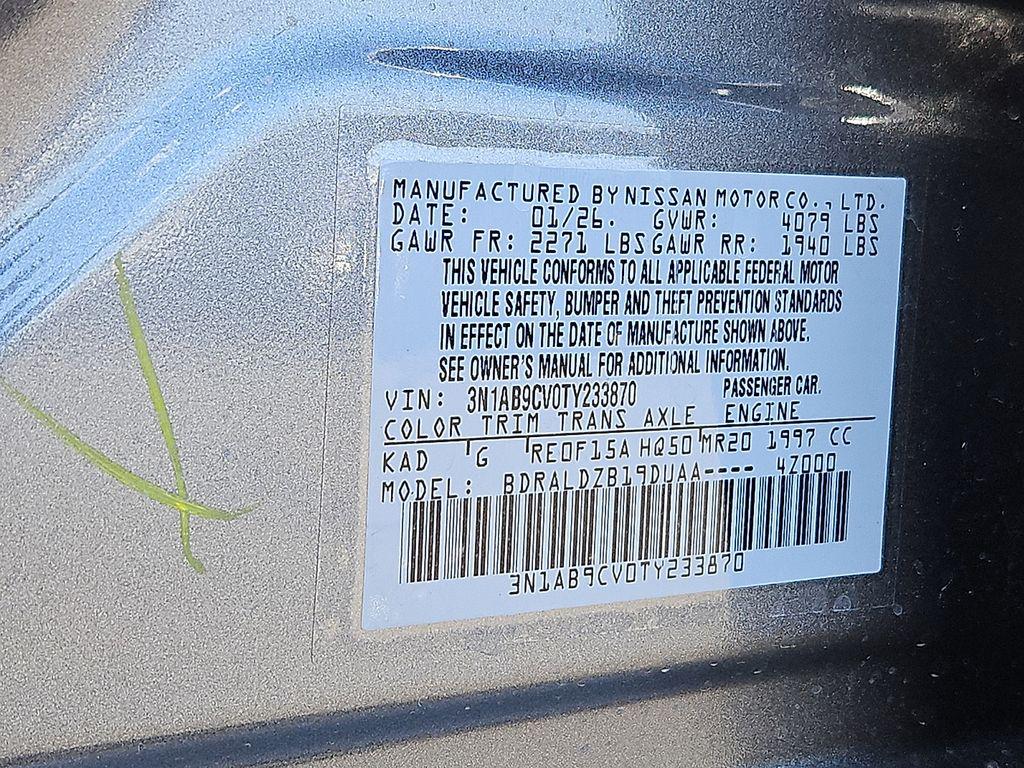 MANUFACTURED BY NISSAN MOTOR CO., LTD.
DATE: 01/26. GVWR: 4079 LBS
GAWR FR: 2271 LBS GAWR RR: 1940 LBS
THIS VEHICLE CONFORMS TO ALL APPLICABLE FEDERAL MOTOR
VEHICLE SAFETY, BUMPER AND THEFT PREVENTION STANDARDS
IN EFFECT ON THE DATE OF MANUFACTURE SHOWN ABOVE.
SEE OWNER'S MANUAL FOR ADDITIONAL INFORMATION.
VIN: 3N1AB9CV0TY233870 PASSENGER CAR.
COLOR TRIM TRANS AXLE ENGINE
KAD G RE0F15A HQ50 MR20 1997 CC
MODEL: BDRALDZB19DUAA---- 4Z000
3N1AB9CV0TY233870